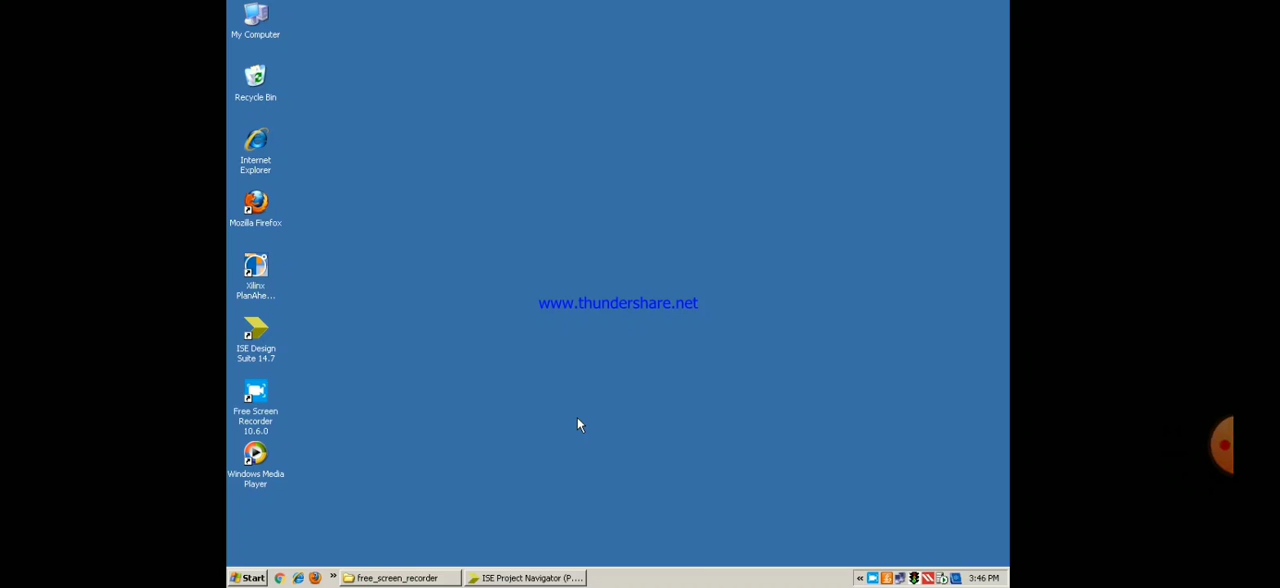 My Computer
Recycle Bin
Internet
Explorer
Mozilla Firefox
Xilinx
PlanAhe...
ISE Design
Suite 14.7
Free Screen
Recorder
10.6.0
Windows Media
Player
www.thundershare.net
Start
»
free_screen_recorder
ISE Project Navigator (P....
«
3:46 PM